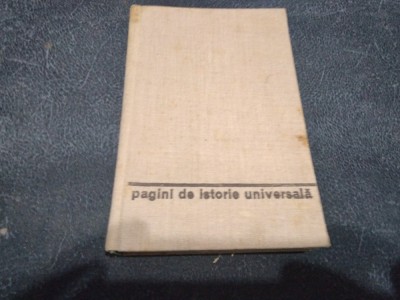 pagini de istorie universală